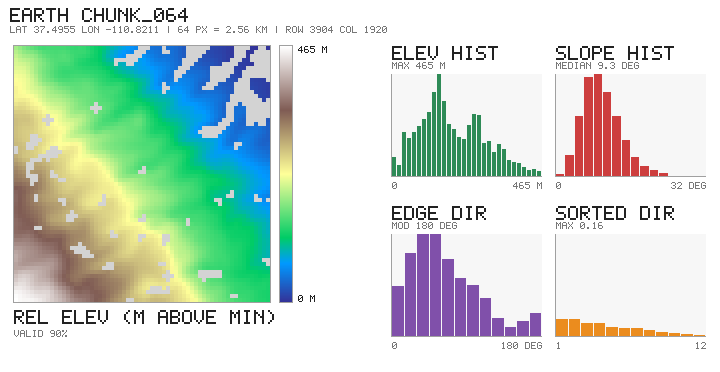 EARTH CHUNK_064
LAT 37.4955 LON -110.8211 | 64 PX = 2.56 KM | ROW 3904 COL 1920
465 M
0 M
REL ELEV (M ABOVE MIN)
VALID 90%
ELEV HIST
MAX 465 M
0 465 M
SLOPE HIST
MEDIAN 9.3 DEG
0 32 DEG
EDGE DIR
MOD 180 DEG
0 180 DEG
SORTED DIR
MAX 0.16
1 12